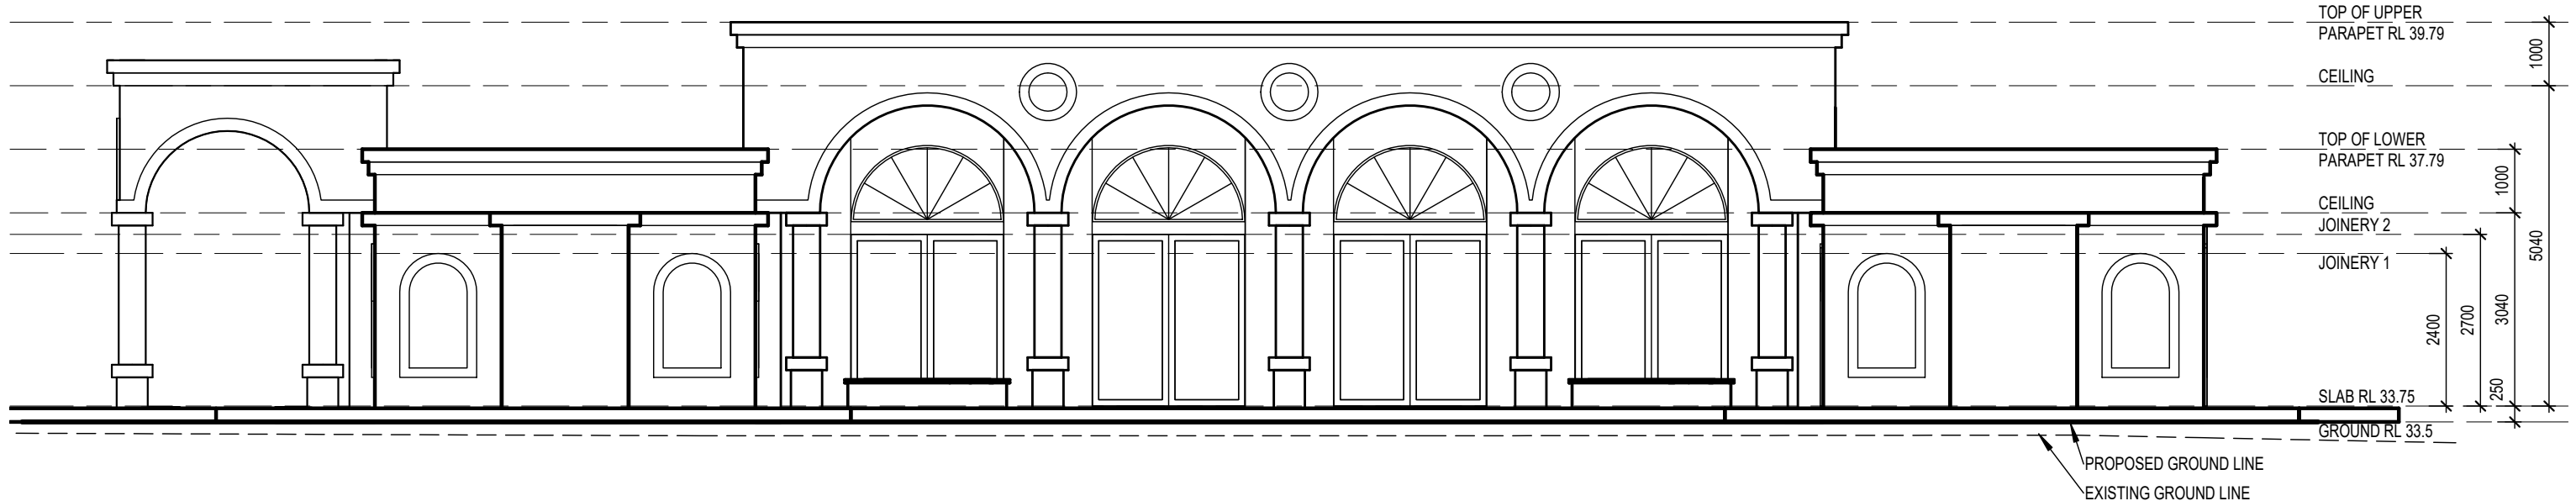 TOP OF UPPER
PARAPET RL 39.79
1000
CEILING
TOP OF LOWER
PARAPET RL 37.79
1000
CEILING
JOINERY 2
5040
JOINERY 1
3040
2700
2400
250
SLAB RL 33.75
GROUND RL 33.5
PROPOSED GROUND LINE
EXISTING GROUND LINE